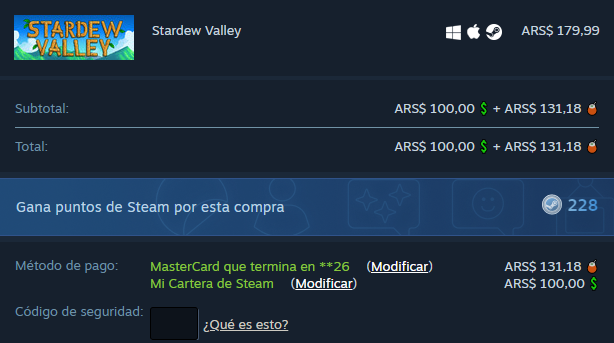 STARDEW
VALLEY
Stardew Valley ARS$ 179,99
Subtotal: ARS$ 100,00 $ + ARS$ 131,18
Total: ARS$ 100,00 $ + ARS$ 131,18
Gana puntos de Steam por esta compra 228
Método de pago: MasterCard que termina en **26 (Modificar) ARS$ 131,18
Mi Cartera de Steam (Modificar) ARS$ 100,00 $
Código de seguridad: ¿Qué es esto?